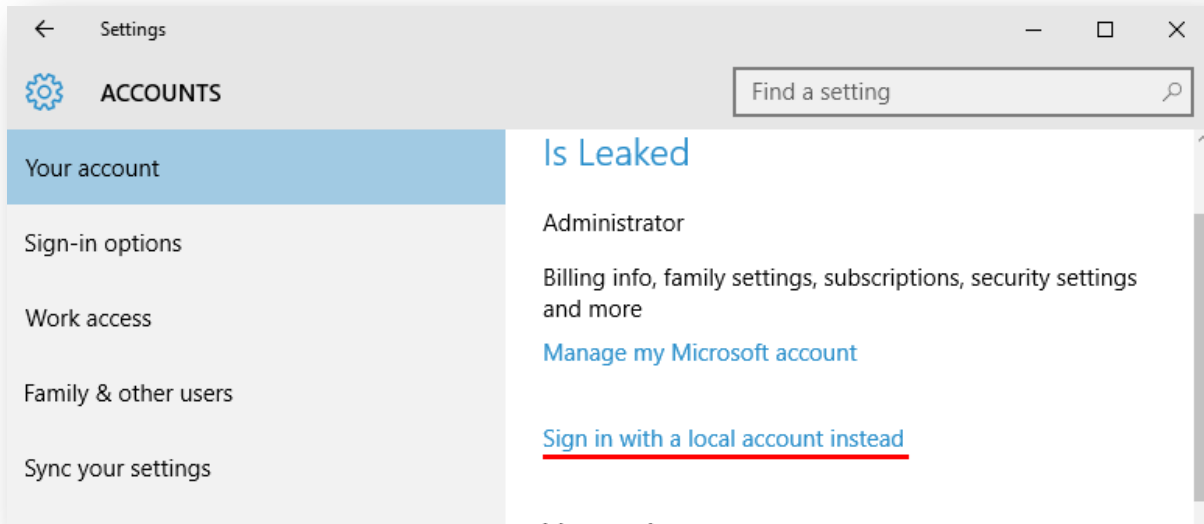 Settings
ACCOUNTS
Find a setting
Your account
Sign-in options
Work access
Family & other users
Sync your settings
Is Leaked
Administrator
Billing info, family settings, subscriptions, security settings
and more
Manage my Microsoft account
Sign in with a local account instead